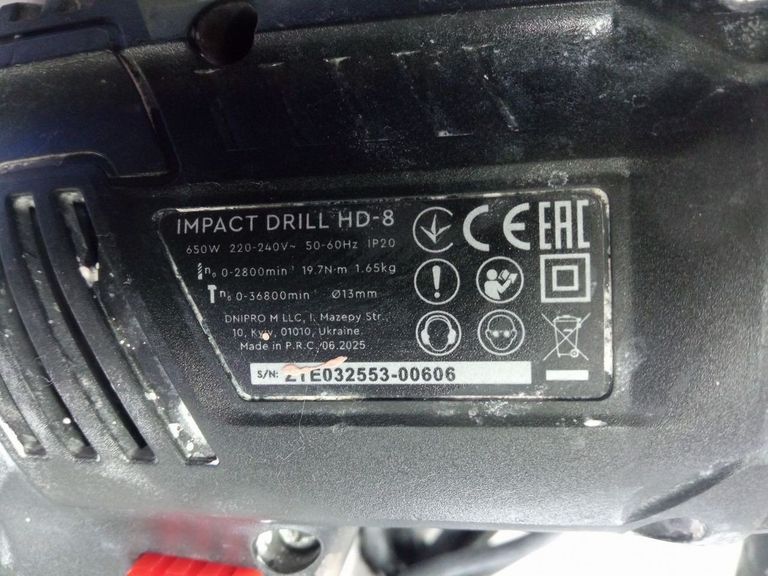 IMPACT DRILL HD-8
650W 220-240V~ 50-60Hz IP20
n₀ 0-2800min⁻¹ 19.7N·m 1.65kg
n₀ 0-36800min⁻¹ Ø13mm
DNIPRO M LLC, I. Mazepy Str.,
10, Kyiv, 01010, Ukraine.
Made in P.R.C., 06.2025
S/N: 21E032553-00606
CE EAC